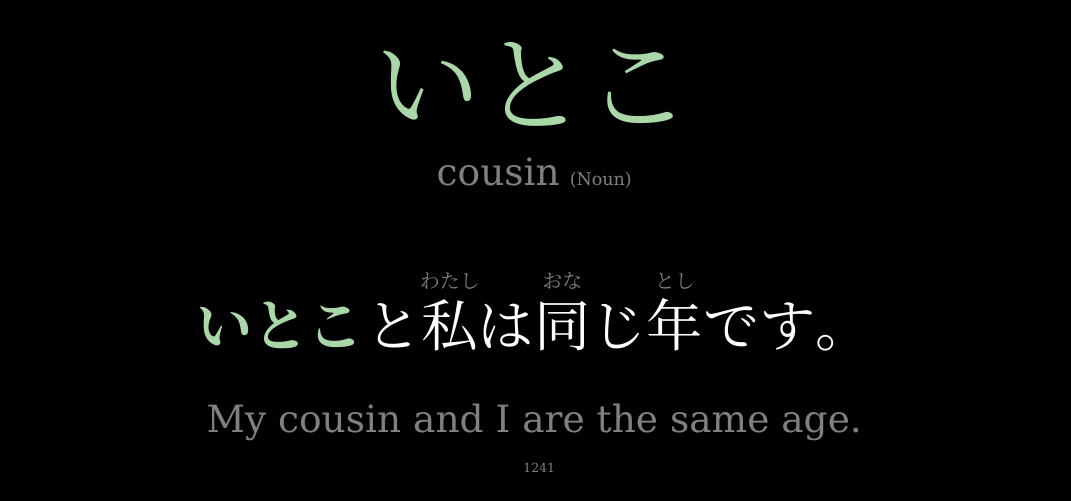 いとこ
cousin (Noun)
わたし おな とし
いとこと私は同じ年です。
My cousin and I are the same age.
1241